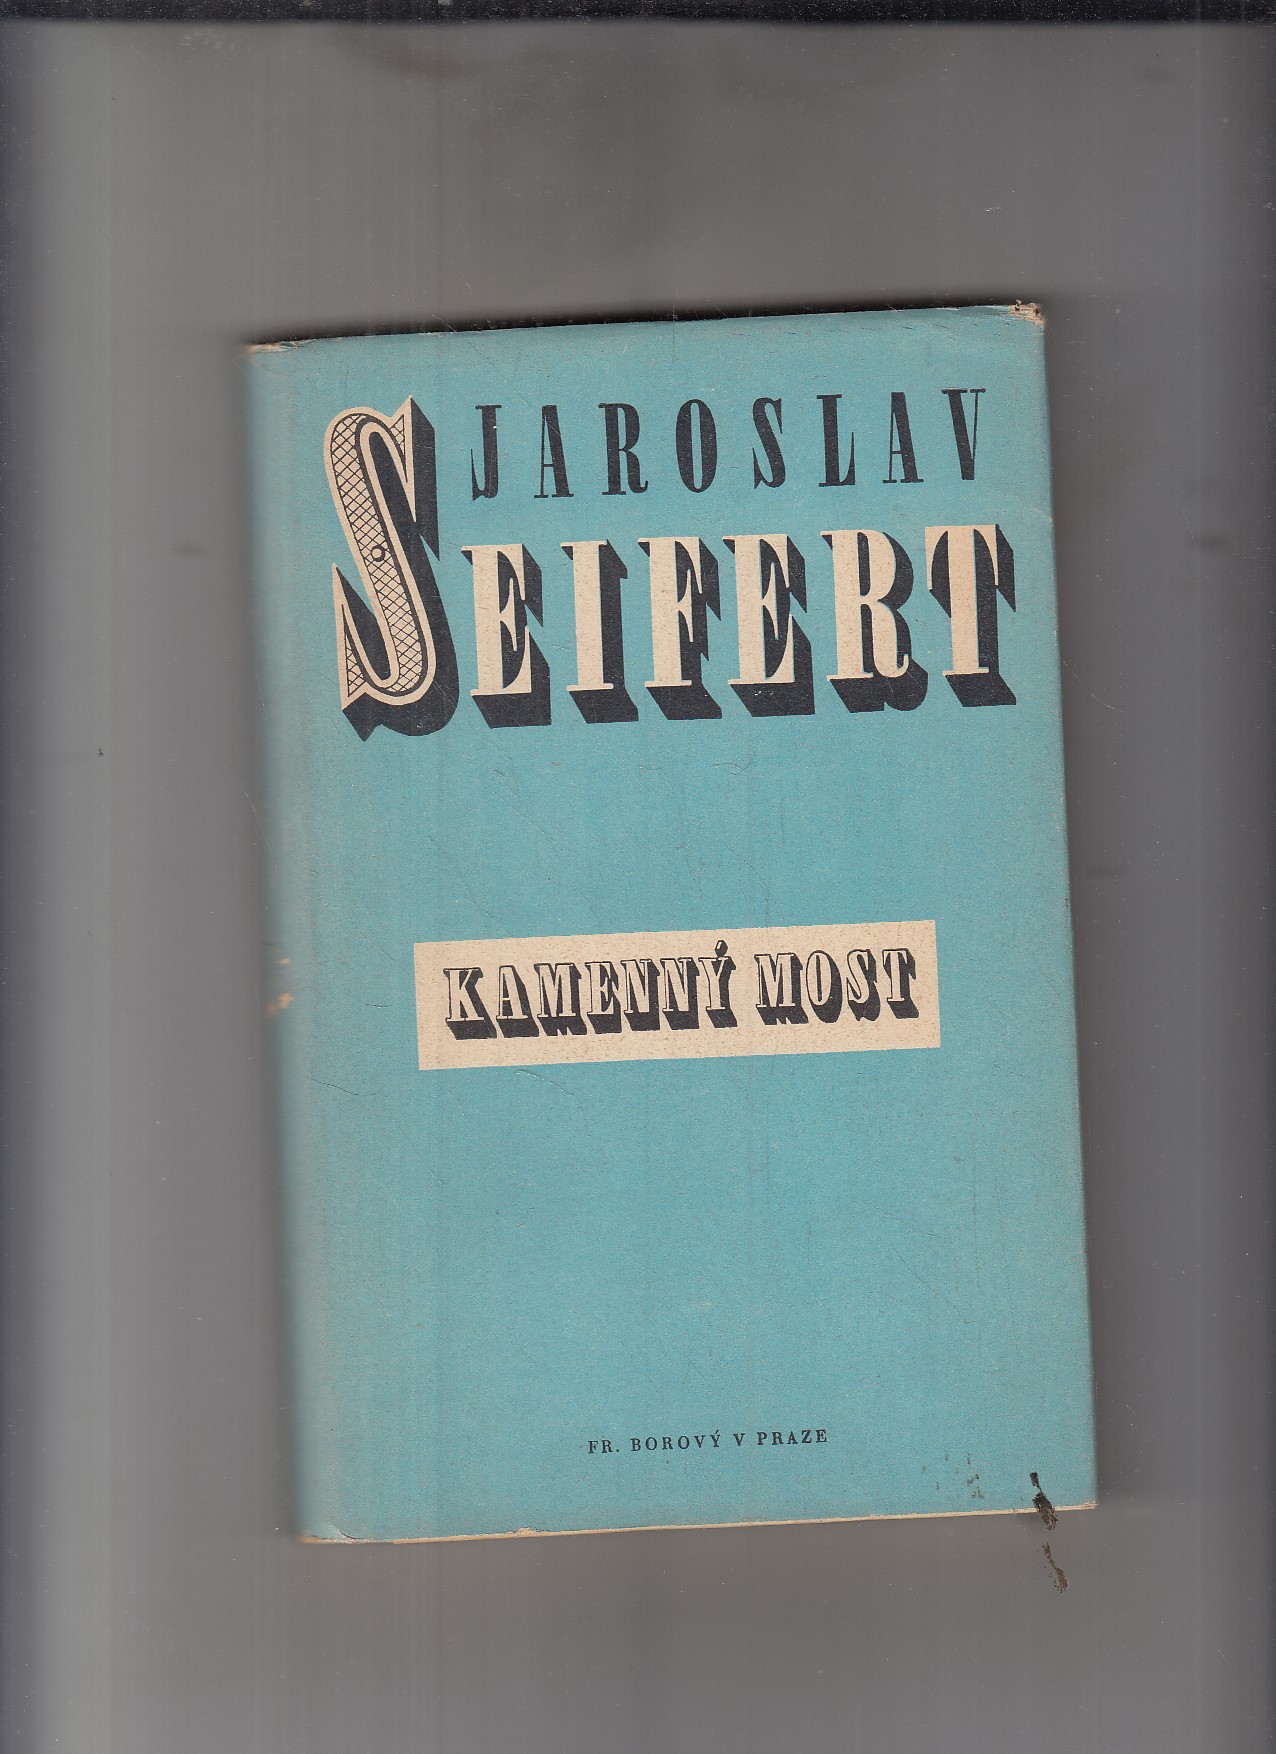 JAROSLAV
SEIFERT
KAMENNÝ MOST
FR. BOROVÝ V PRAZE